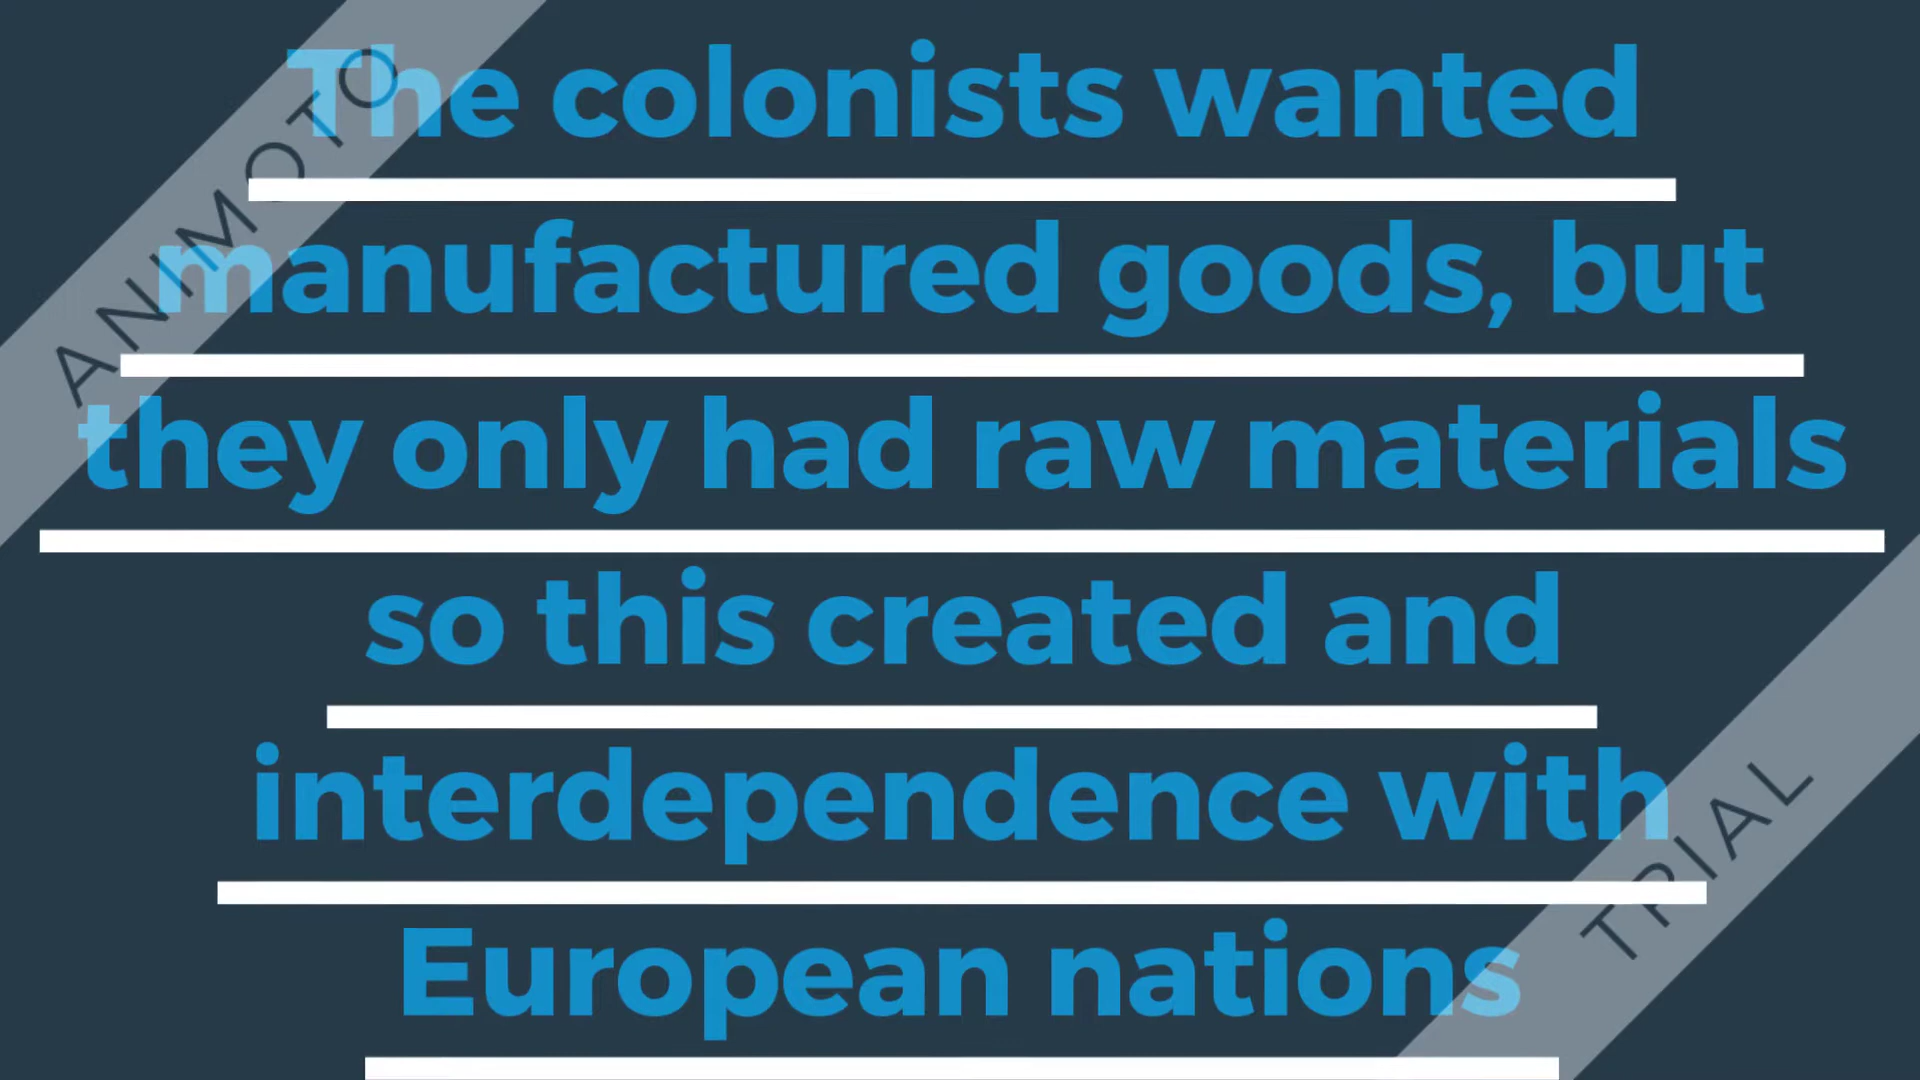 The colonists wanted
manufactured goods, but
they only had raw materials
so this created and
interdependence with
European nations
ANIMOTO
TRIAL